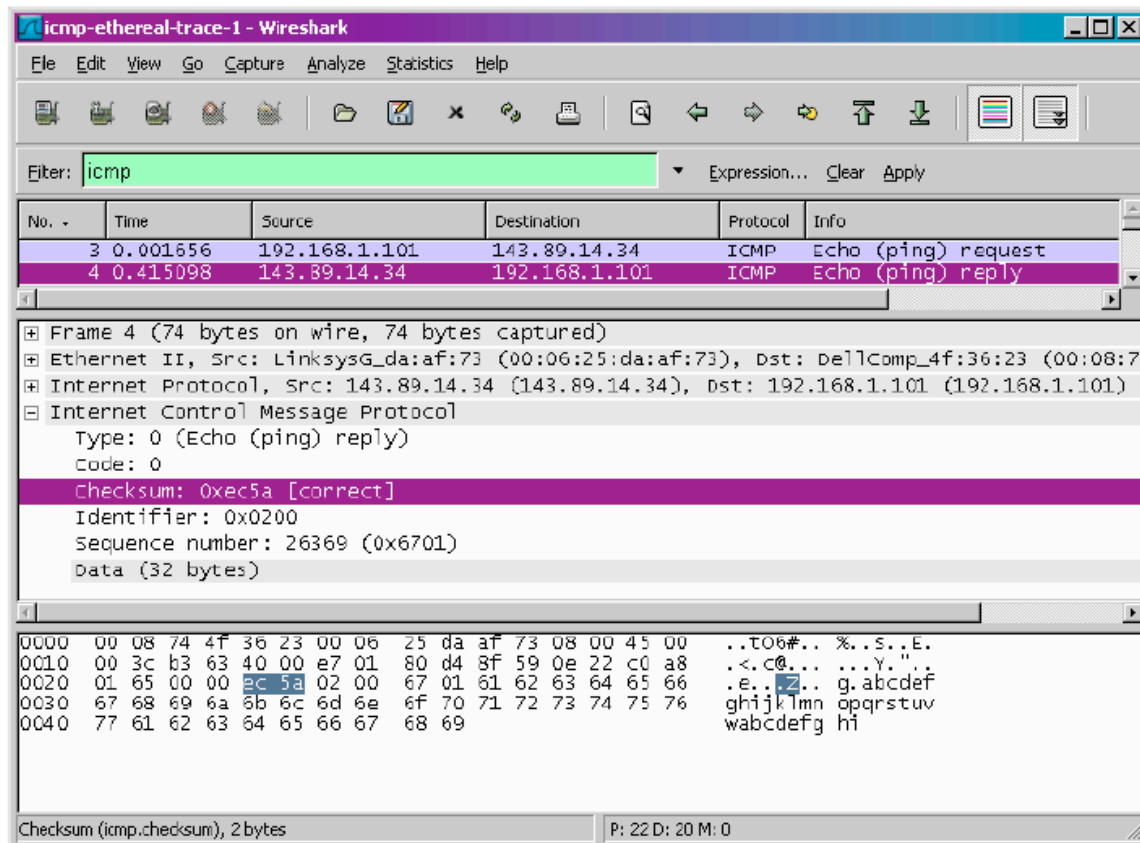 icmp-ethereal-trace-1 - Wireshark
File Edit View Go Capture Analyze Statistics Help
Filter: icmp Expression... Clear Apply
No. Time Source Destination Protocol Info
3 0.001656 192.168.1.101 143.89.14.34 ICMP Echo (ping) request
4 0.415098 143.89.14.34 192.168.1.101 ICMP Echo (ping) reply
Frame 4 (74 bytes on wire, 74 bytes captured)
Ethernet II, Src: LinksysG_da:af:73 (00:06:25:da:af:73), Dst: DellComp_4f:36:23 (00:08:7
Internet Protocol, Src: 143.89.14.34 (143.89.14.34), Dst: 192.168.1.101 (192.168.1.101)
Internet Control Message Protocol
Type: 0 (Echo (ping) reply)
Code: 0
Checksum: 0xec5a [correct]
Identifier: 0x0200
Sequence number: 26369 (0x6701)
Data (32 bytes)
0000 00 08 74 4f 36 23 00 06 25 da af 73 08 00 45 00 ..tO6#.. %..s..E.
0010 00 3c b3 63 40 00 e7 01 80 d4 8f 59 0e 22 c0 a8 .<.c@... ...Y."..
0020 01 65 00 00 ec 5a 02 00 67 01 61 62 63 64 65 66 .e...Z.. g.abcdef
0030 67 68 69 6a 6b 6c 6d 6e 6f 70 71 72 73 74 75 76 ghijklmn opqrstuv
0040 77 61 62 63 64 65 66 67 68 69 wabcdefg hi
Checksum (icmp.checksum), 2 bytes P: 22 D: 20 M: 0